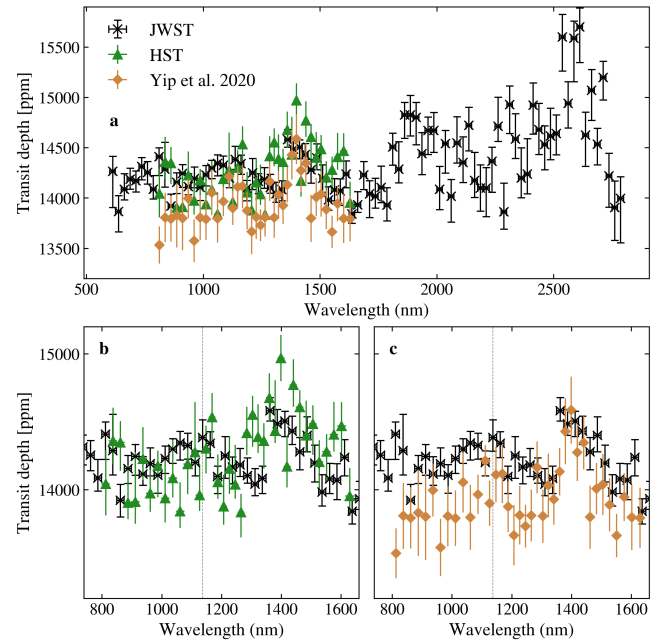 JWST
HST
Yip et al. 2020
a
Transit depth [ppm]
15500
15000
14500
14000
13500
500 1000 1500 2000 2500
Wavelength (nm)
b
c
Transit depth [ppm]
15000
14000
800 1000 1200 1400 1600
800 1000 1200 1400 1600
Wavelength (nm)
Wavelength (nm)